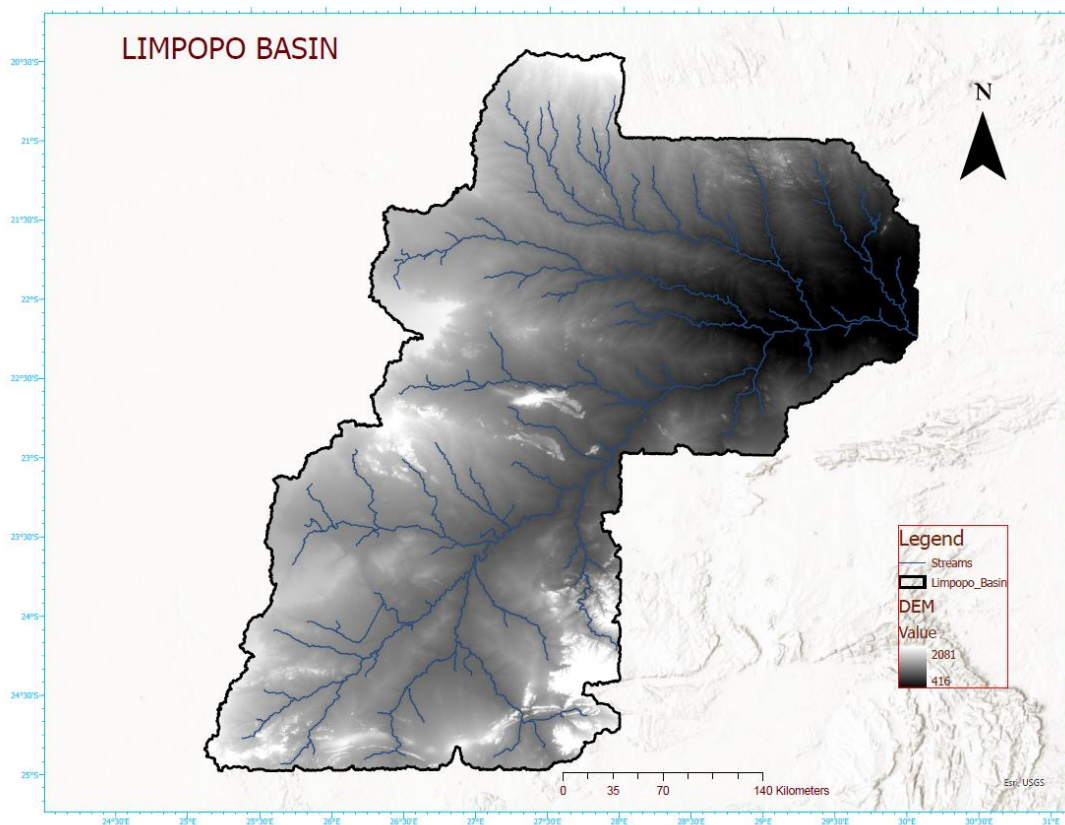 LIMPOPO BASIN
N
20°30'S
21°S
21°30'S
22°S
22°30'S
23°S
23°30'S
24°S
24°30'S
25°S
Legend
Streams
Limpopo_Basin
DEM
Value
2081
416
0 35 70 140 Kilometers
Esri, USGS
24°30'E 25°E 25°30'E 26°E 26°30'E 27°E 27°30'E 28°E 28°30'E 29°E 29°30'E 30°E 30°30'E 31°E